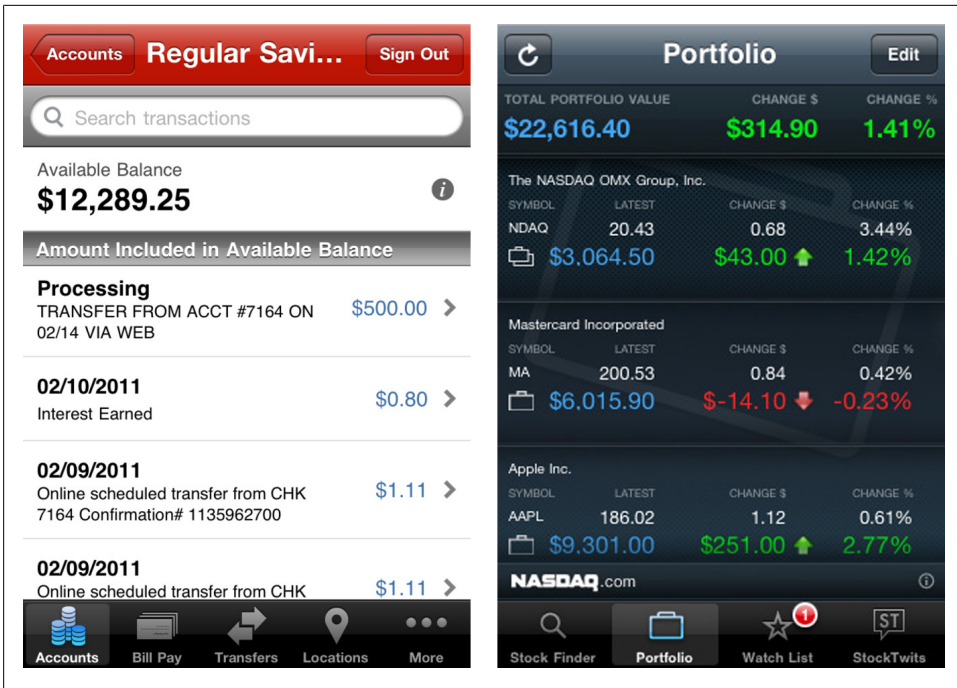 Accounts
Regular Savi...
Sign Out
Search transactions
Available Balance
$12,289.25
i
Amount Included in Available Balance
Processing
TRANSFER FROM ACCT #7164 ON
02/14 VIA WEB
$500.00
02/10/2011
Interest Earned
$0.80
02/09/2011
Online scheduled transfer from CHK
7164 Confirmation# 1135962700
$1.11
02/09/2011
Online scheduled transfer from CHK
$1.11
Accounts Bill Pay Transfers Locations More
Portfolio
Edit
TOTAL PORTFOLIO VALUE CHANGE $ CHANGE %
$22,616.40 $314.90 1.41%
The NASDAQ OMX Group, Inc.
SYMBOL LATEST CHANGE $ CHANGE %
NDAQ 20.43 0.68 3.44%
$3,064.50 $43.00 1.42%
Mastercard Incorporated
SYMBOL LATEST CHANGE $ CHANGE %
MA 200.53 0.84 0.42%
$6,015.90 $-14.10 -0.23%
Apple Inc.
SYMBOL LATEST CHANGE $ CHANGE %
AAPL 186.02 1.12 0.61%
$9,301.00 $251.00 2.77%
NASDAQ.com
i
1
ST
Stock Finder Portfolio Watch List StockTwits